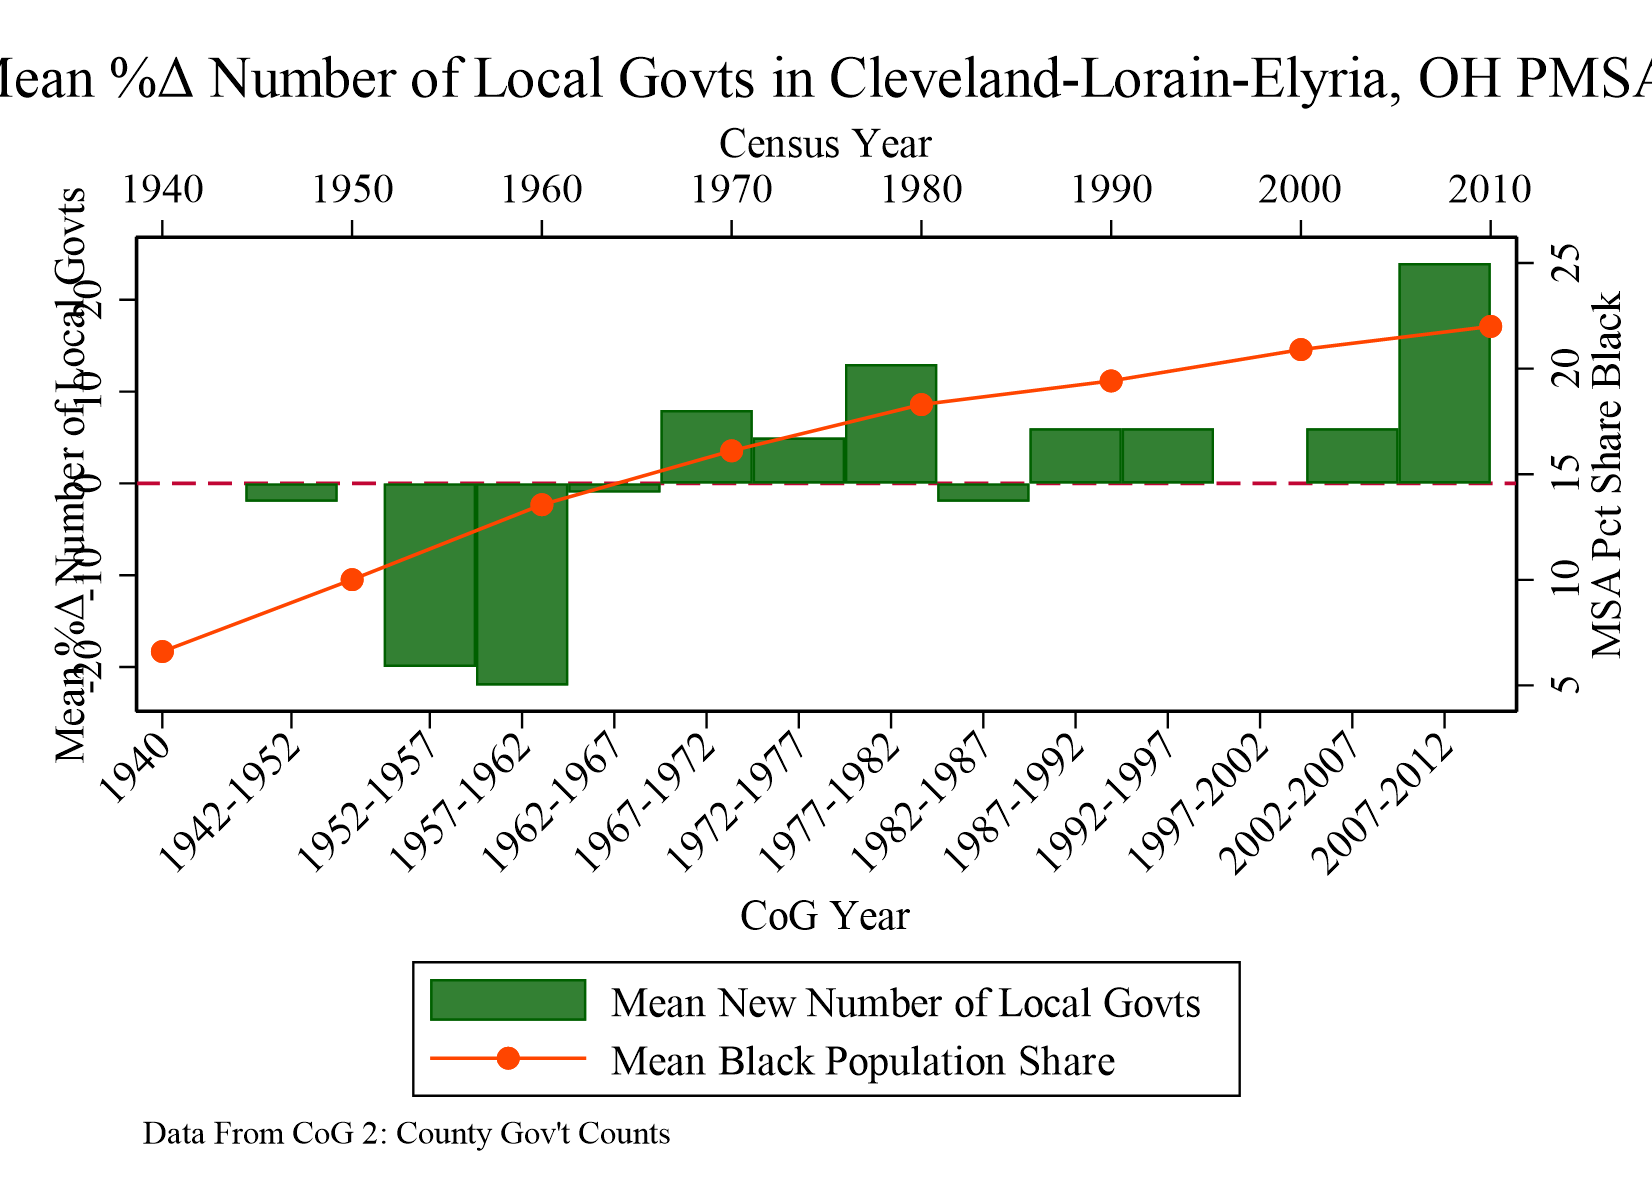 Mean %Δ Number of Local Govts in Cleveland-Lorain-Elyria, OH PMSA
Census Year
1940 1950 1960 1970 1980 1990 2000 2010
Mean %Δ Number of Local Govts
20
10
0
-10
-20
25
20
15
10
5
MSA Pct Share Black
1940 1942-1952 1952-1957 1957-1962 1962-1967 1967-1972 1972-1977 1977-1982 1982-1987 1987-1992 1992-1997 1997-2002 2002-2007 2007-2012
CoG Year
Mean New Number of Local Govts
Mean Black Population Share
Data From CoG 2: County Gov't Counts